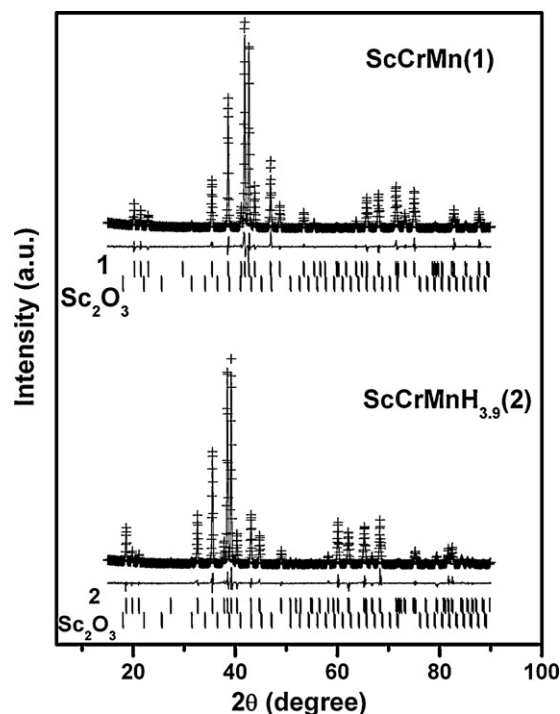 ScCrMn(1)
1
Sc₂O₃
Intensity (a.u.)
ScCrMnH₃.₉(2)
2
Sc₂O₃
20 40 60 80 100
2θ (degree)